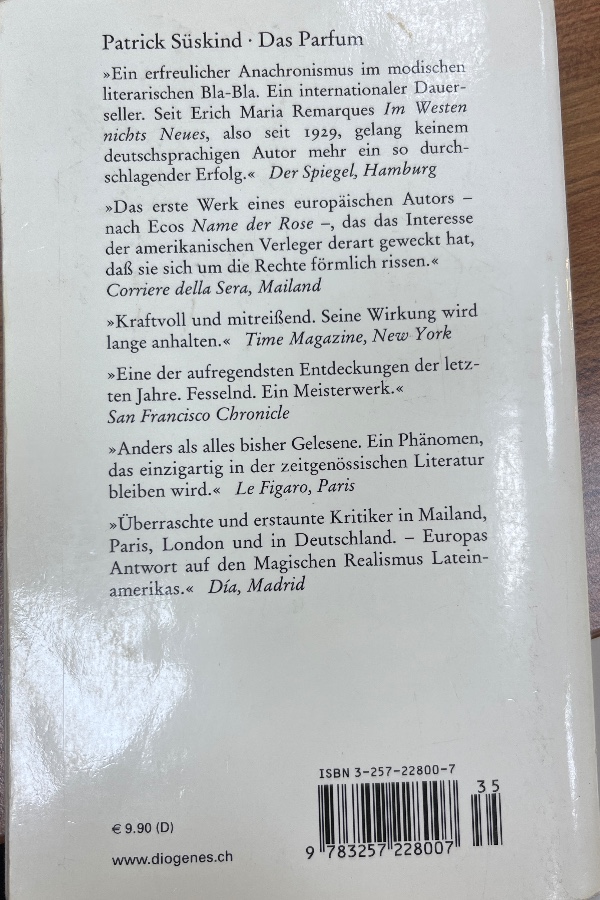 Patrick Süskind · Das Parfum
»Ein erfreulicher Anachronismus im modischen
literarischen Bla-Bla. Ein internationaler Dauer-
seller. Seit Erich Maria Remarques Im Westen
nichts Neues, also seit 1929, gelang keinem
deutschsprachigen Autor mehr ein so durch-
schlagender Erfolg.« Der Spiegel, Hamburg
»Das erste Werk eines europäischen Autors –
nach Ecos Name der Rose –, das das Interesse
der amerikanischen Verleger derart geweckt hat,
daß sie sich um die Rechte förmlich rissen.«
Corriere della Sera, Mailand
»Kraftvoll und mitreißend. Seine Wirkung wird
lange anhalten.« Time Magazine, New York
»Eine der aufregendsten Entdeckungen der letz-
ten Jahre. Fesselnd. Ein Meisterwerk.«
San Francisco Chronicle
»Anders als alles bisher Gelesene. Ein Phänomen,
das einzigartig in der zeitgenössischen Literatur
bleiben wird.« Le Figaro, Paris
»Überraschte und erstaunte Kritiker in Mailand,
Paris, London und in Deutschland. – Europas
Antwort auf den Magischen Realismus Latein-
amerikas.« Día, Madrid
ISBN 3-257-22800-7
35
9 783257 228007
€ 9.90 (D)
www.diogenes.ch